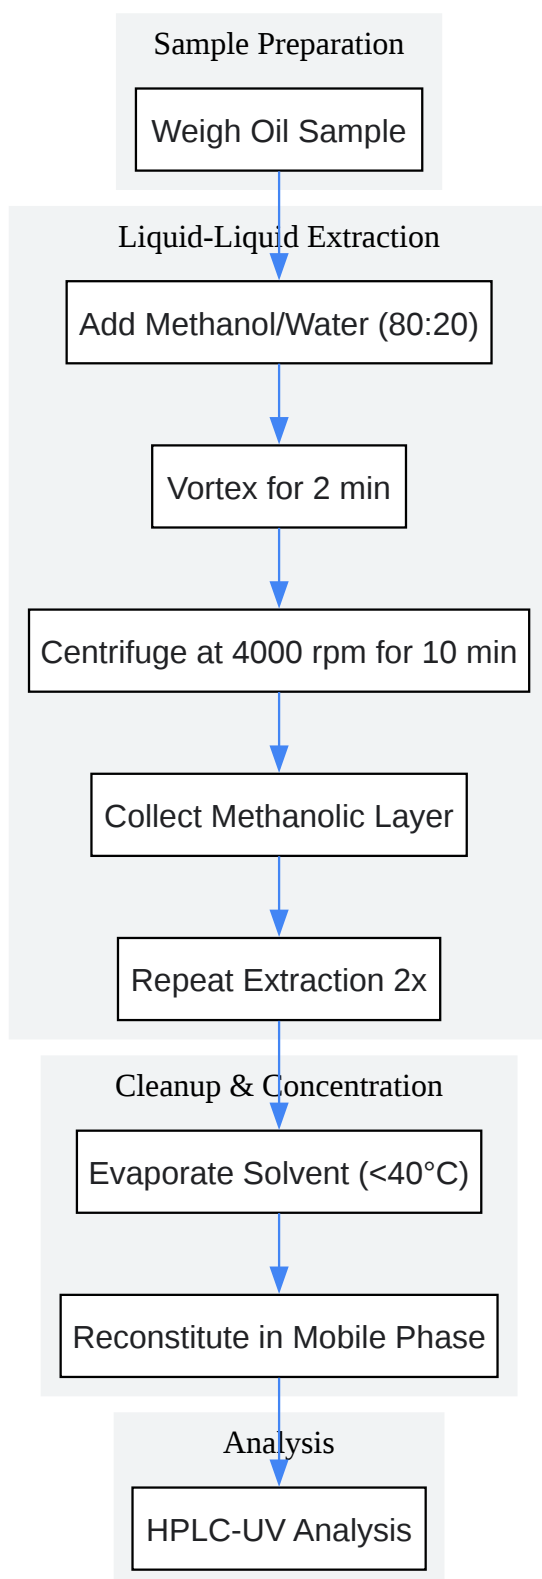 Sample Preparation
Weigh Oil Sample
Liquid-Liquid Extraction
Add Methanol/Water (80:20)
Vortex for 2 min
Centrifuge at 4000 rpm for 10 min
Collect Methanolic Layer
Repeat Extraction 2x
Cleanup & Concentration
Evaporate Solvent (<40°C)
Reconstitute in Mobile Phase
Analysis
HPLC-UV Analysis